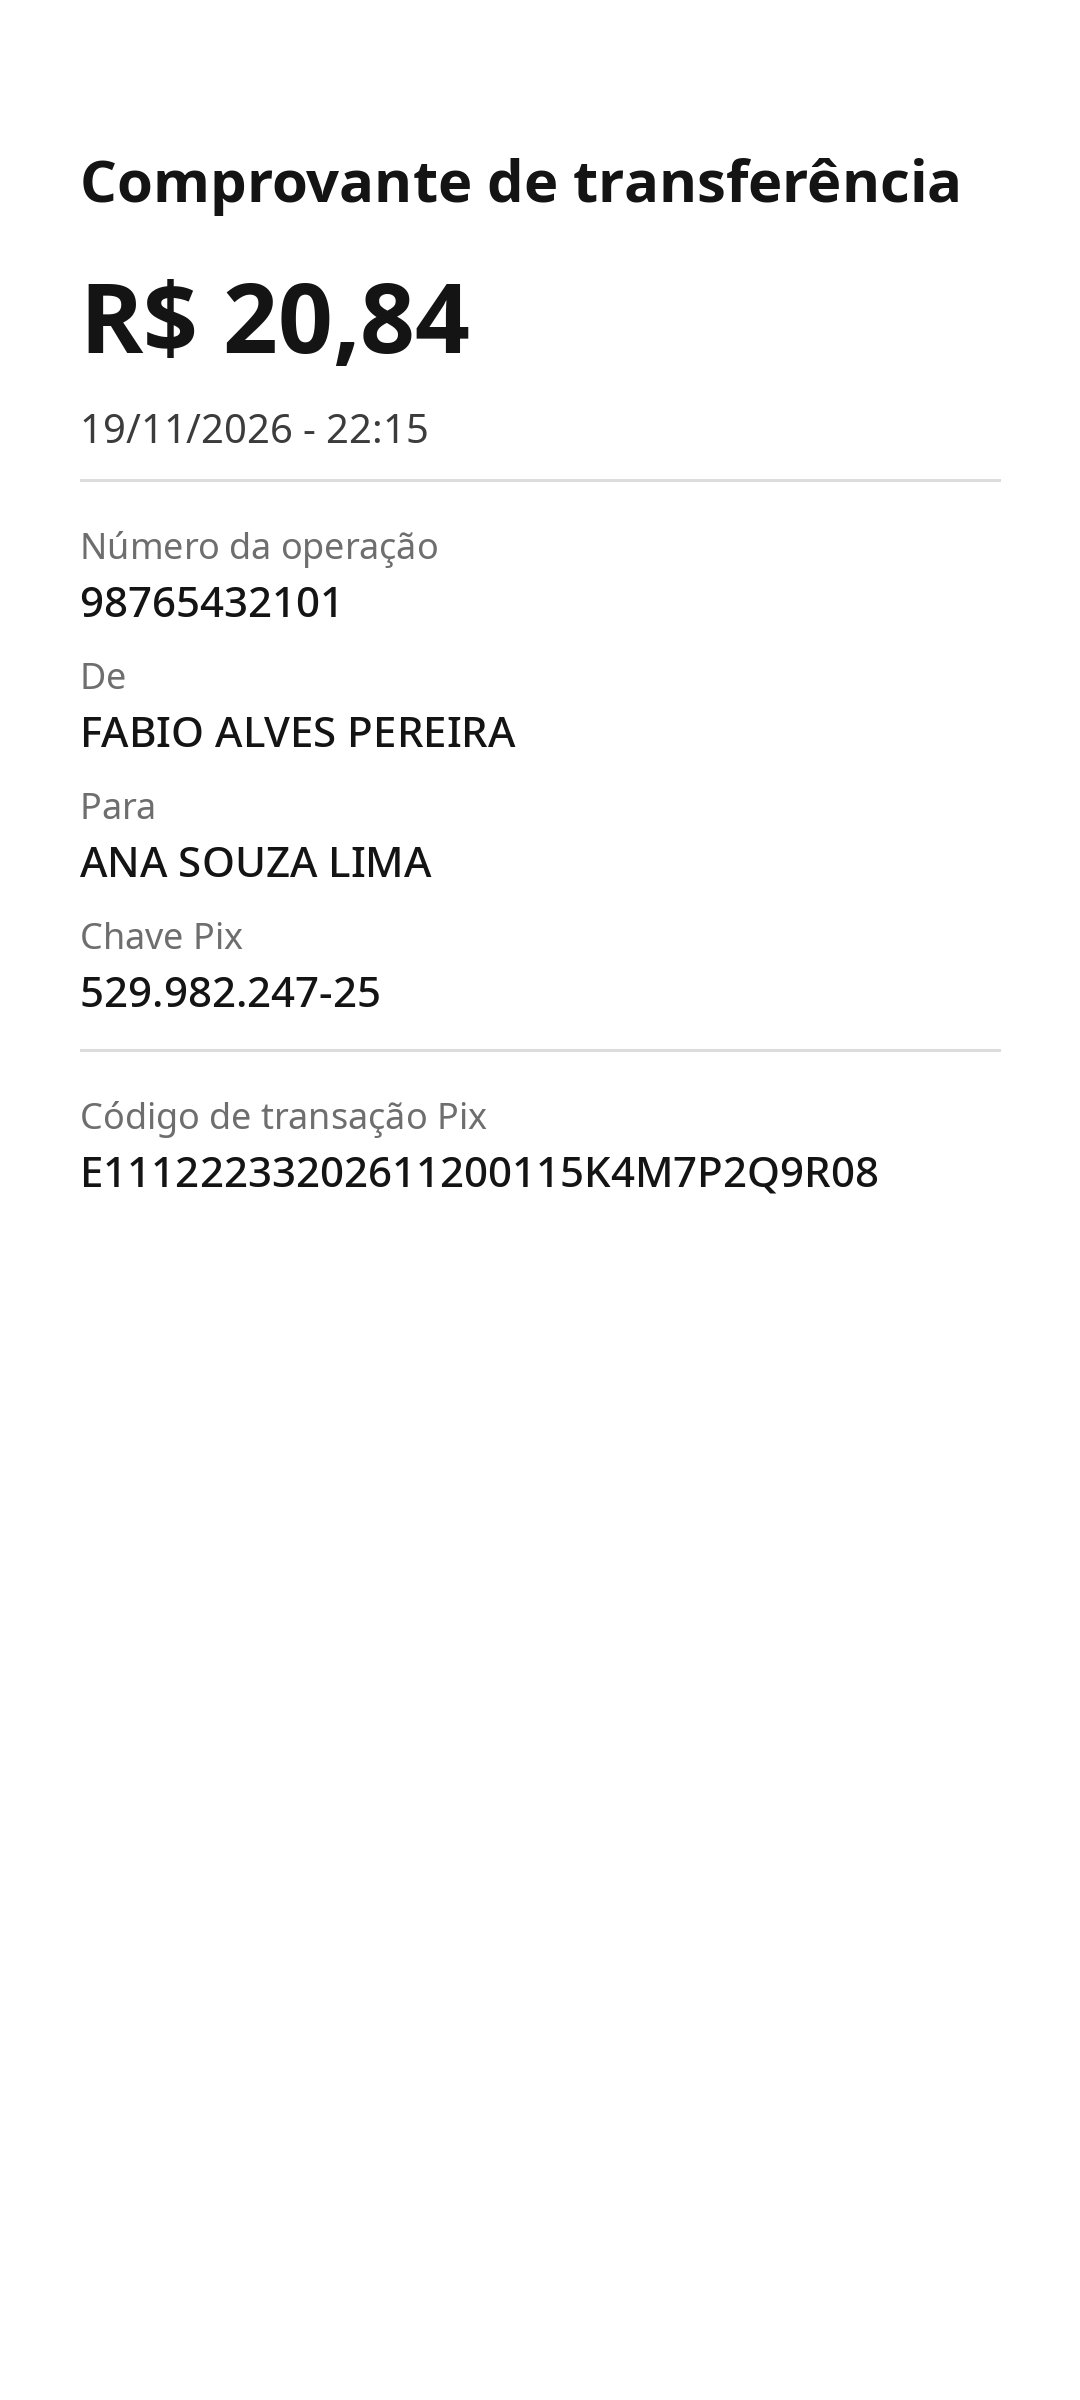 Comprovante de transferência
R$ 20,84
19/11/2026 - 22:15
Número da operação
98765432101
De
FABIO ALVES PEREIRA
Para
ANA SOUZA LIMA
Chave Pix
529.982.247-25
Código de transação Pix
E11122233202611200115K4M7P2Q9R08